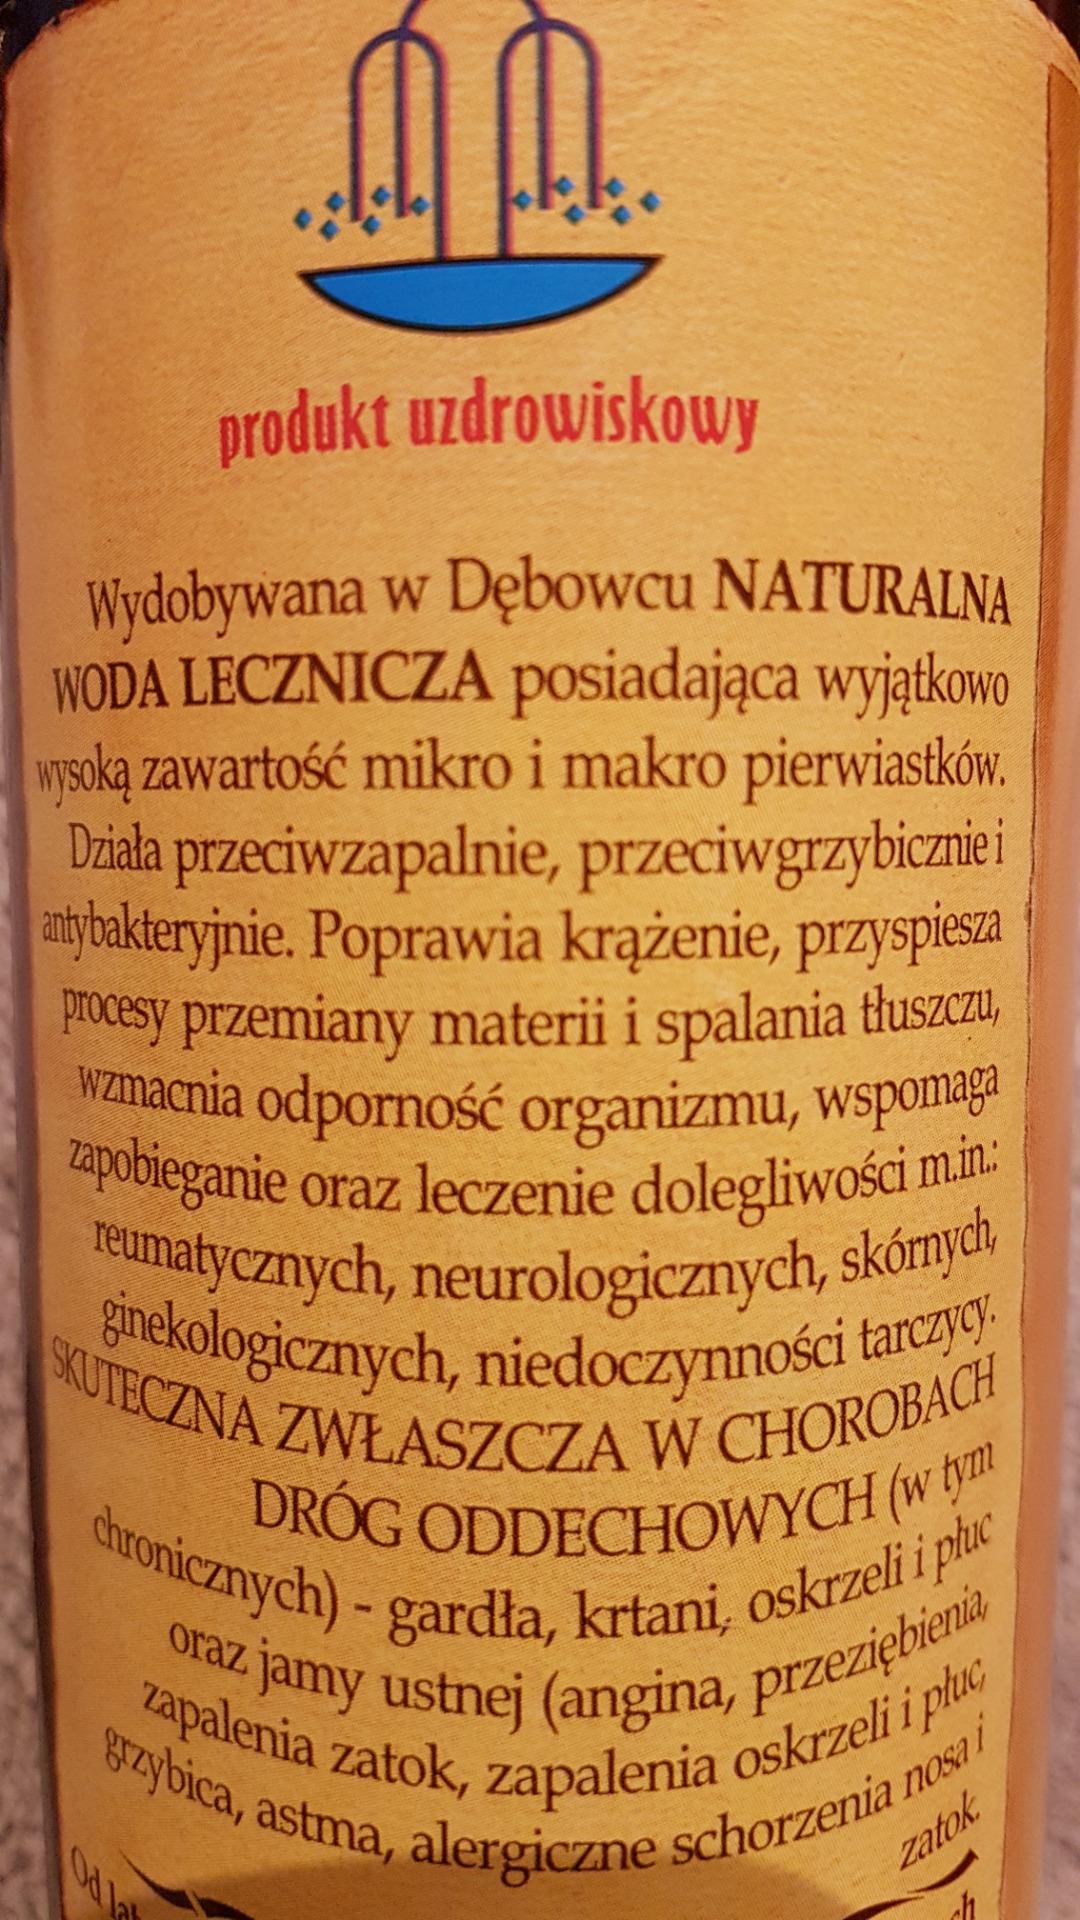 produkt uzdrowiskowy
Wydobywana w Dębowcu NATURALNA
WODA LECZNICZA posiadająca wyjątkowo
wysoką zawartość mikro i makro pierwiastków.
Działa przeciwzapalnie, przeciwgrzybicznie i
antybakteryjnie. Poprawia krążenie, przyspiesza
procesy przemiany materii i spalania tłuszczu,
wzmacnia odporność organizmu, wspomaga
zapobieganie oraz leczenie dolegliwości m.in.:
reumatycznych, neurologicznych, skórnych,
ginekologicznych, niedoczynności tarczycy.
SKUTECZNA ZWŁASZCZA W CHOROBACH
DRÓG ODDECHOWYCH (w tym
chronicznych) - gardła, krtani, oskrzeli i płuc
oraz jamy ustnej (angina, przeziębienia,
zapalenia zatok, zapalenia oskrzeli i płuc,
grzybica, astma, alergiczne schorzenia nosa i
zatok.
Od lat